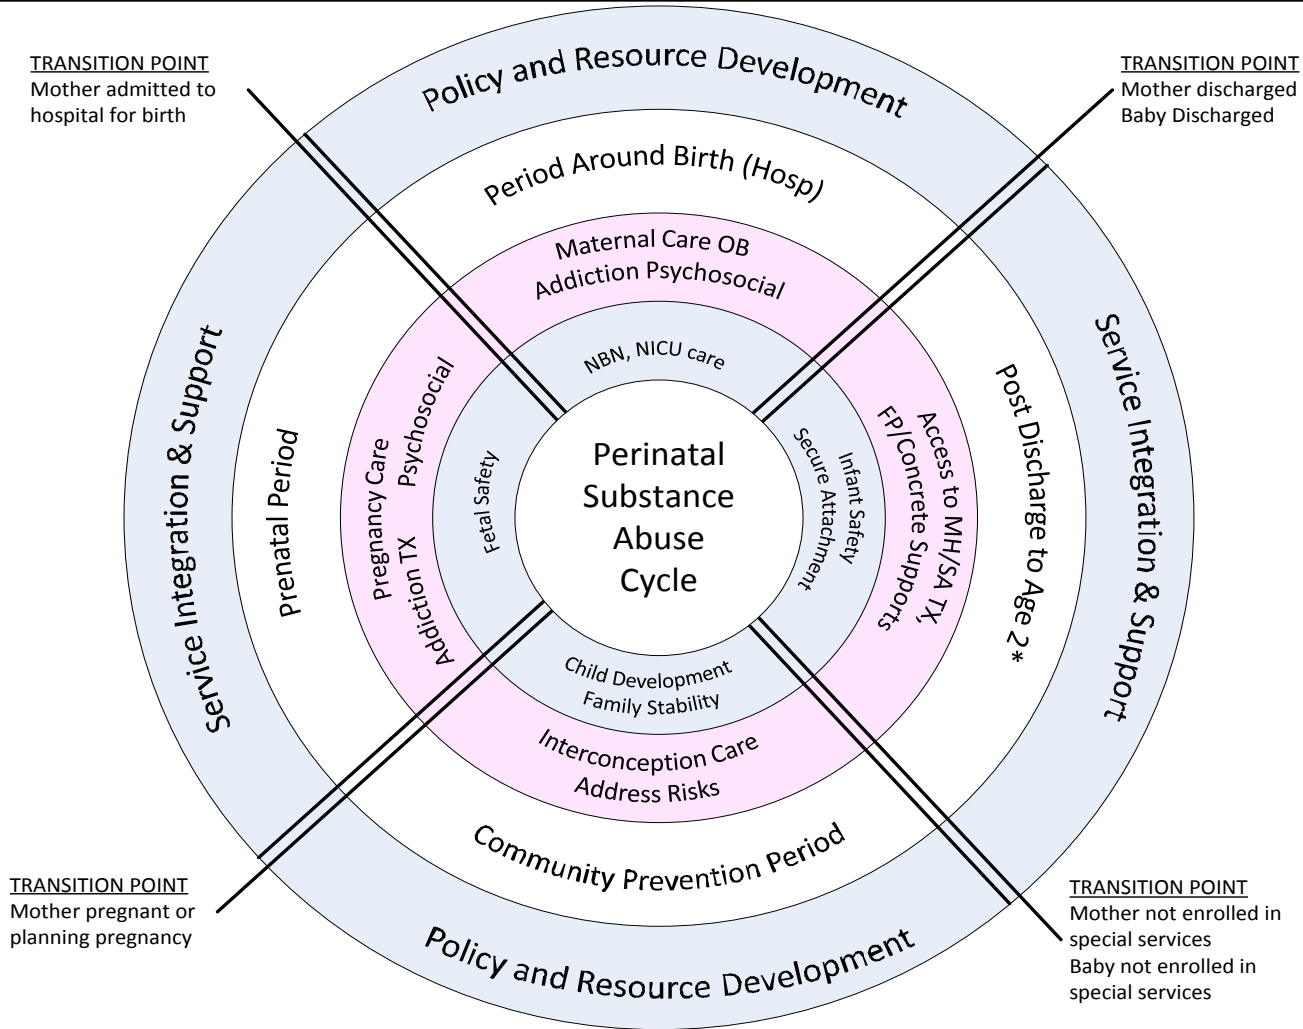 TRANSITION POINT
Mother admitted to
hospital for birth
TRANSITION POINT
Mother discharged
Baby Discharged
Policy and Resource Development
Period Around Birth (Hosp)
Maternal Care OB
Addiction Psychosocial
NBN, NICU care
Service Integration & Support
Prenatal Period
Pregnancy Care
Psychosocial
Addiction TX
Fetal Safety
Perinatal
Substance
Abuse
Cycle
Infant Safety
Secure Attachment
Access to MH/SA TX,
FP/Concrete Supports
Post Discharge to Age 2*
Service Integration & Support
Child Development
Family Stability
Interconception Care
Address Risks
Community Prevention Period
Policy and Resource Development
TRANSITION POINT
Mother pregnant or
planning pregnancy
TRANSITION POINT
Mother not enrolled in
special services
Baby not enrolled in
special services